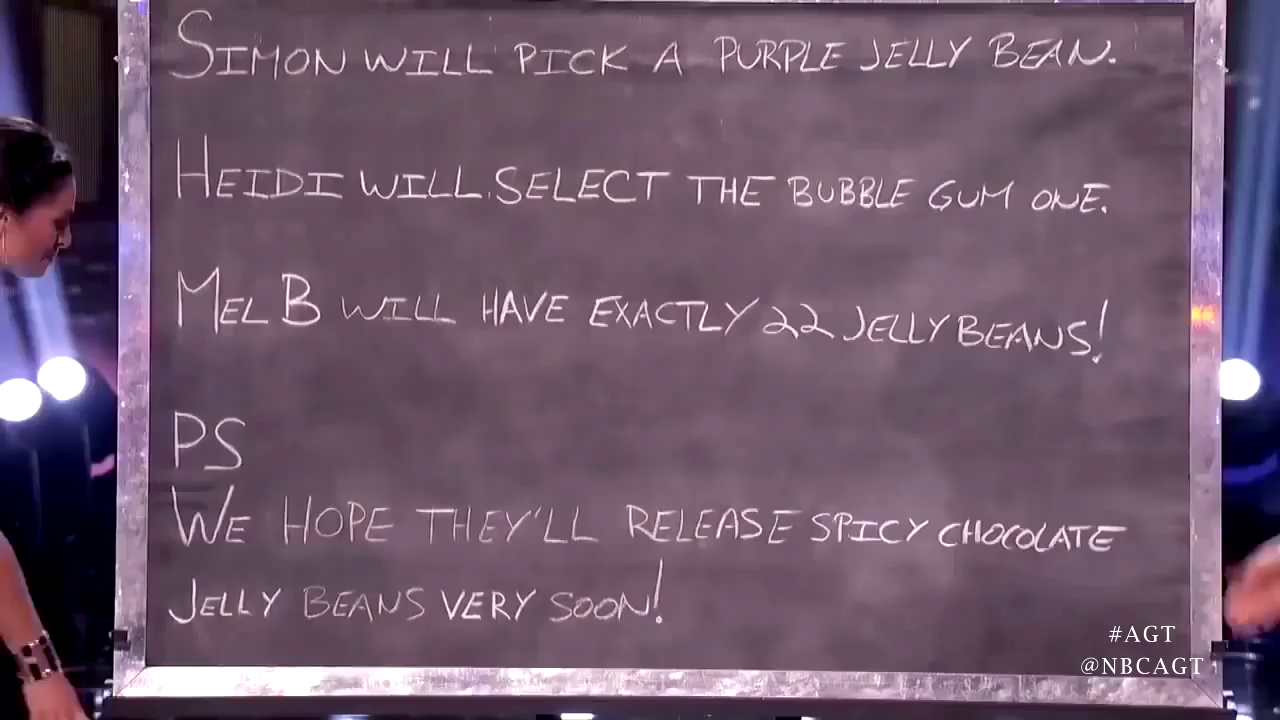 SIMON WILL PICK A PURPLE JELLY BEAN.
HEIDI WILL SELECT THE BUBBLE GUM ONE.
MEL B WILL HAVE EXACTLY 22 JELLY BEANS!
PS
WE HOPE THEY'LL RELEASE SPICY CHOCOLATE
JELLY BEANS VERY SOON!
#AGT
@NBCAGT